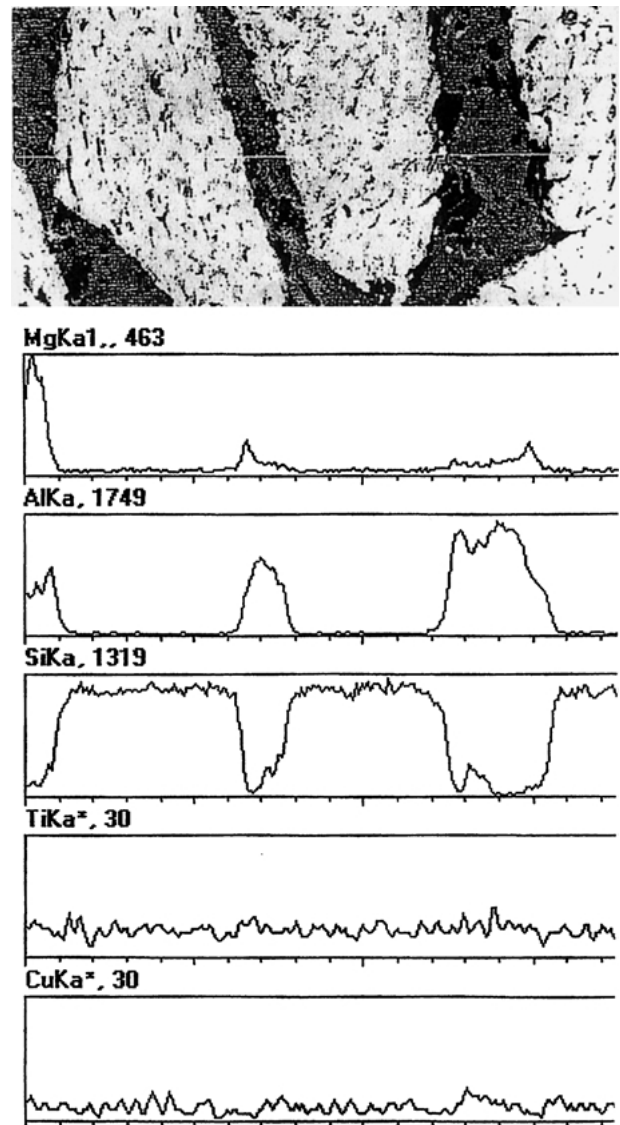 MgKa1,, 463
AlKa, 1749
SiKa, 1319
TiKa*, 30
CuKa*, 30